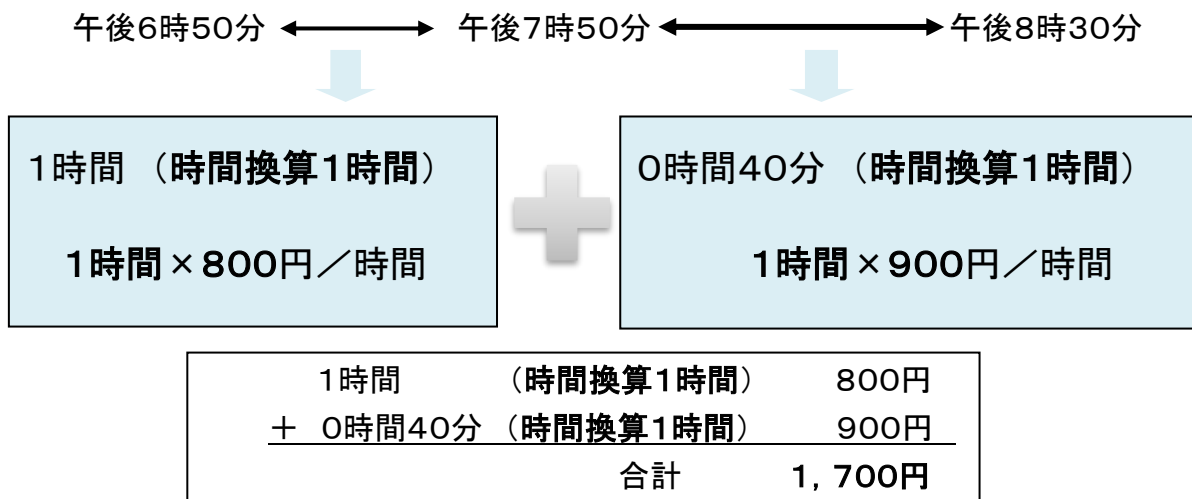 午後6時50分 午後7時50分 午後8時30分
1時間 （時間換算1時間） 0時間40分 （時間換算1時間）
1時間×800円／時間 1時間×900円／時間
1時間 （時間換算1時間） 800円
＋ 0時間40分 （時間換算1時間） 900円
合計 1，700円